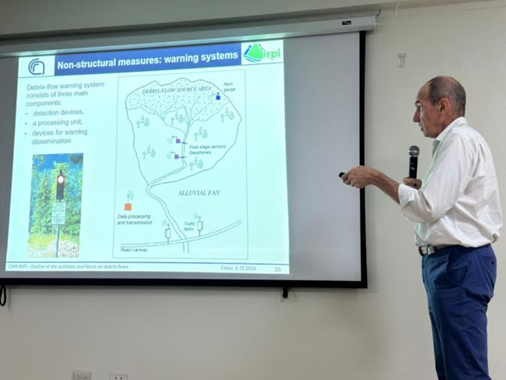 Non-structural measures: warning systems
irpi
Debris-flow warning system
consists of three main
components:
- detection devices,
- a processing unit,
- devices for warning
dissemination
DEBRIS FLOW SOURCE AREA
Rain
gauge
Flow stage sensors,
Geophones
ALLUVIAL FAN
Data processing
and transmission
Traffic
lights
Road / railway